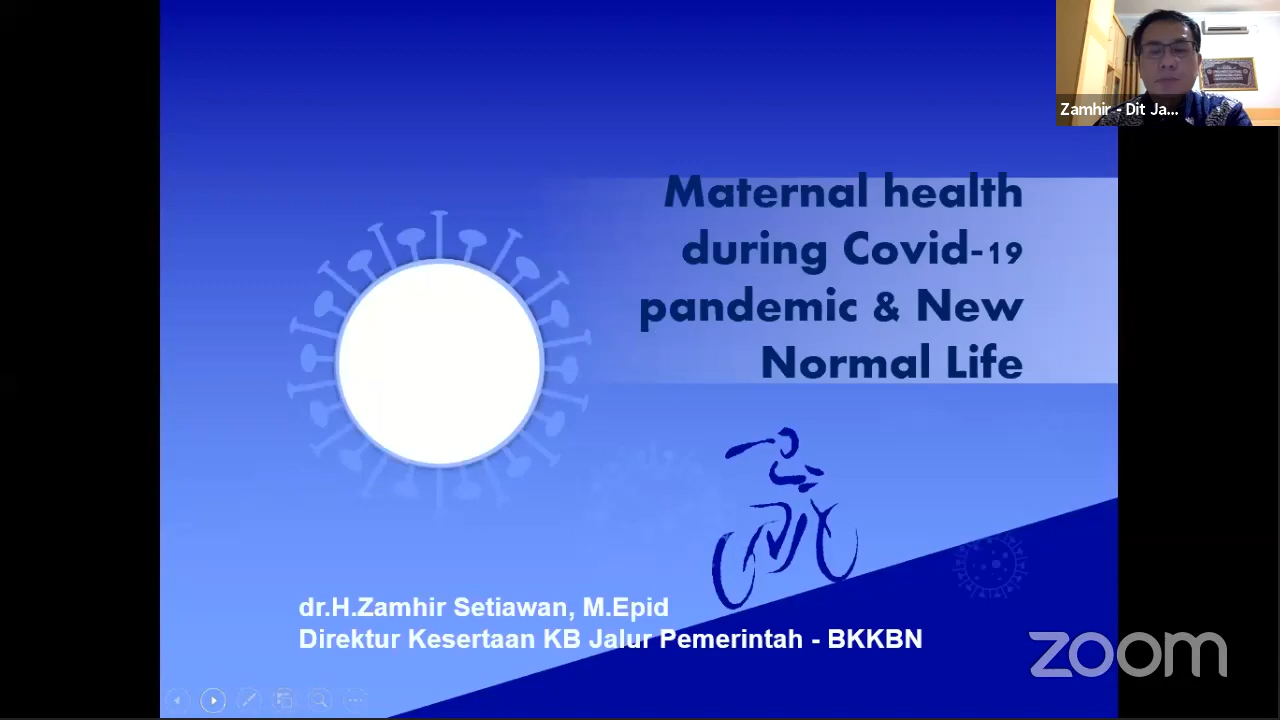 Zamhir - Dit Ja...
Maternal health
during Covid-19
pandemic & New
Normal Life
dr.H.Zamhir Setiawan, M.Epid
Direktur Kesertaan KB Jalur Pemerintah - BKKBN
zoom